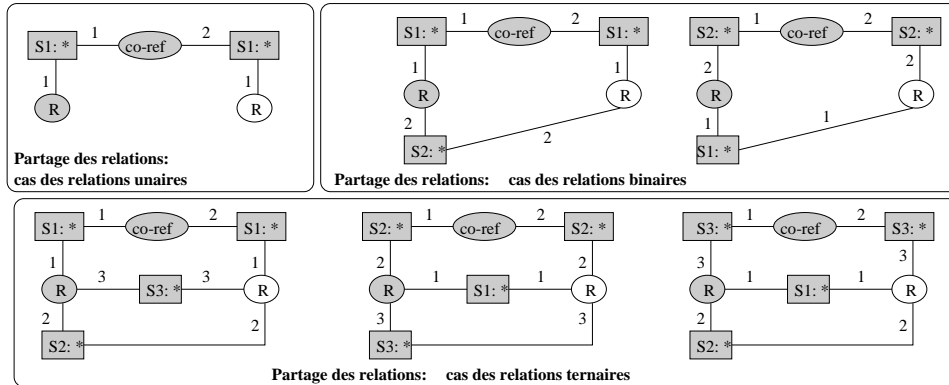 1 2
S1: * co-ref S1: *
1 1
R R
Partage des relations:
cas des relations unaires
1 2
S1: * co-ref S1: *
1 1
R R
2 2
S2: *
1 2
S2: * co-ref S2: *
2 2
R R
1 1
S1: *
Partage des relations: cas des relations binaires
1 2
S1: * co-ref S1: *
1 1
R 3 S3: * 3 R
2 2
S2: *
1 2
S2: * co-ref S2: *
2 2
R 1 S1: * 1 R
3 3
S3: *
1 2
S3: * co-ref S3: *
3 3
R 1 S1: * 1 R
2 2
S2: *
Partage des relations: cas des relations ternaires